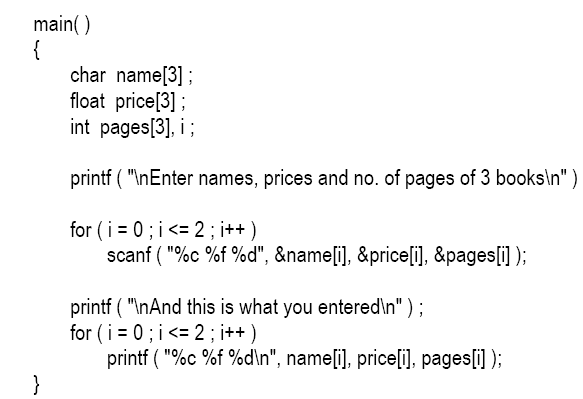 main( )
{
char name[3] ;
float price[3] ;
int pages[3], i ;
printf ( "\nEnter names, prices and no. of pages of 3 books\n" )
for ( i = 0 ; i <= 2 ; i++ )
scanf ( "%c %f %d", &name[i], &price[i], &pages[i] );
printf ( "\nAnd this is what you entered\n" ) ;
for ( i = 0 ; i <= 2 ; i++ )
printf ( "%c %f %d\n", name[i], price[i], pages[i] );
}